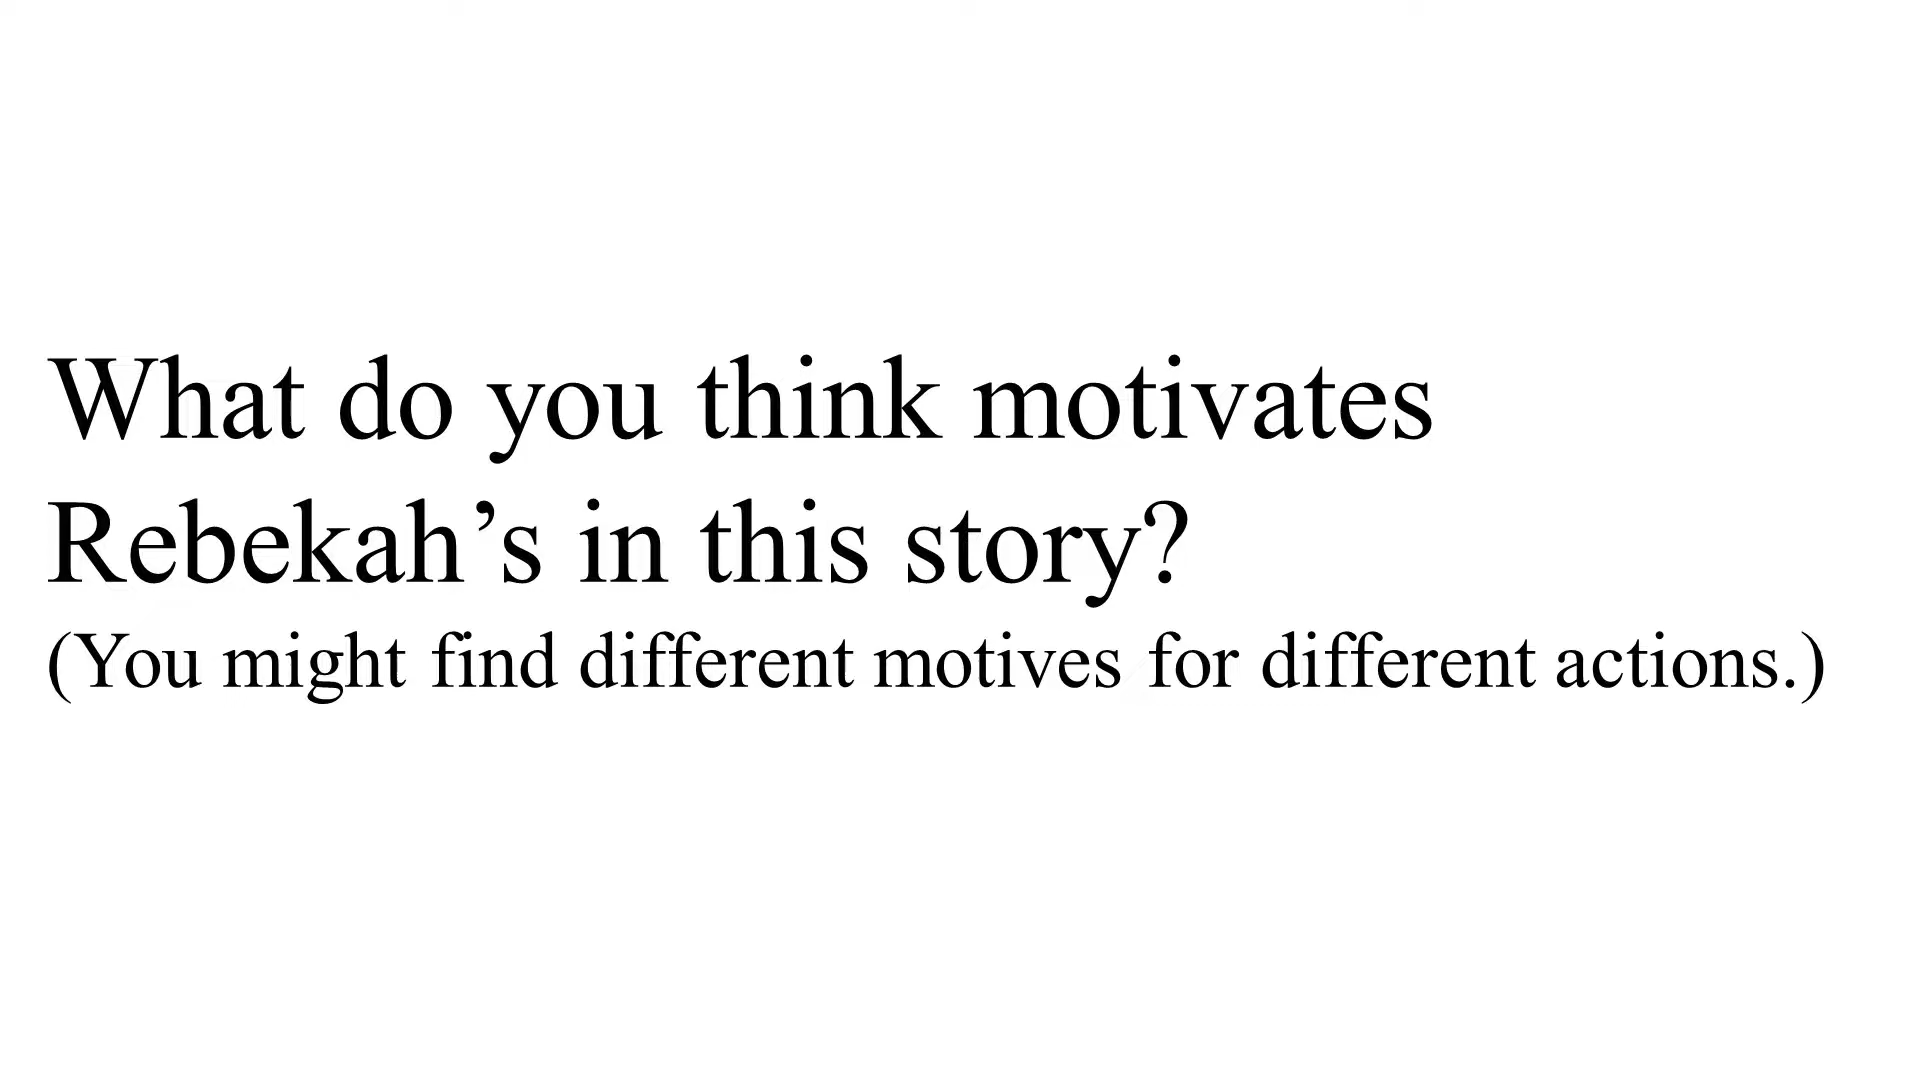 What do you think motivates
Rebekah’s in this story?
(You might find different motives for different actions.)